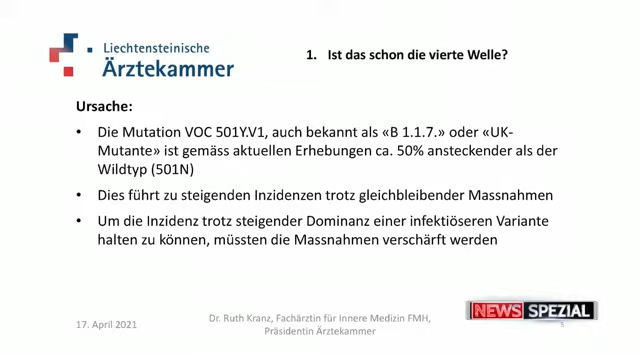 Liechtensteinische
Ärztekammer
1. Ist das schon die vierte Welle?
Ursache:
• Die Mutation VOC 501Y.V1, auch bekannt als «B 1.1.7.» oder «UK-
Mutante» ist gemäss aktuellen Erhebungen ca. 50% ansteckender als der
Wildtyp (501N)
• Dies führt zu steigenden Inzidenzen trotz gleichbleibender Massnahmen
• Um die Inzidenz trotz steigender Dominanz einer infektiöseren Variante
halten zu können, müssten die Massnahmen verschärft werden
17. April 2021
Dr. Ruth Kranz, Fachärztin für Innere Medizin FMH,
Präsidentin Ärztekammer
NEWS SPEZIAL